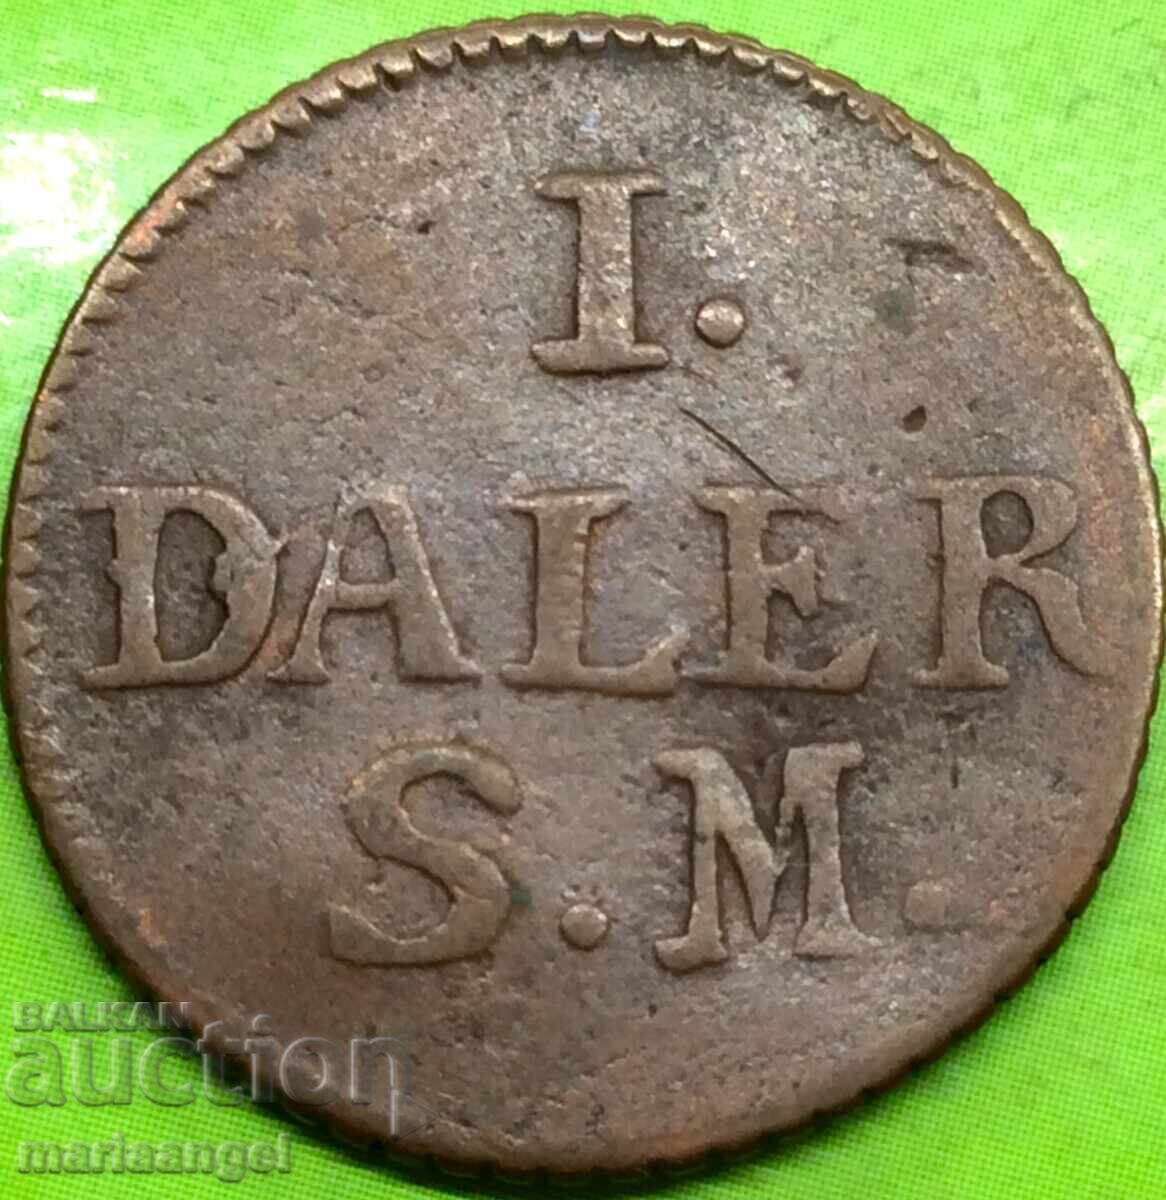 I.
DALER
S.M.
BALKAN
auction
mariaangel